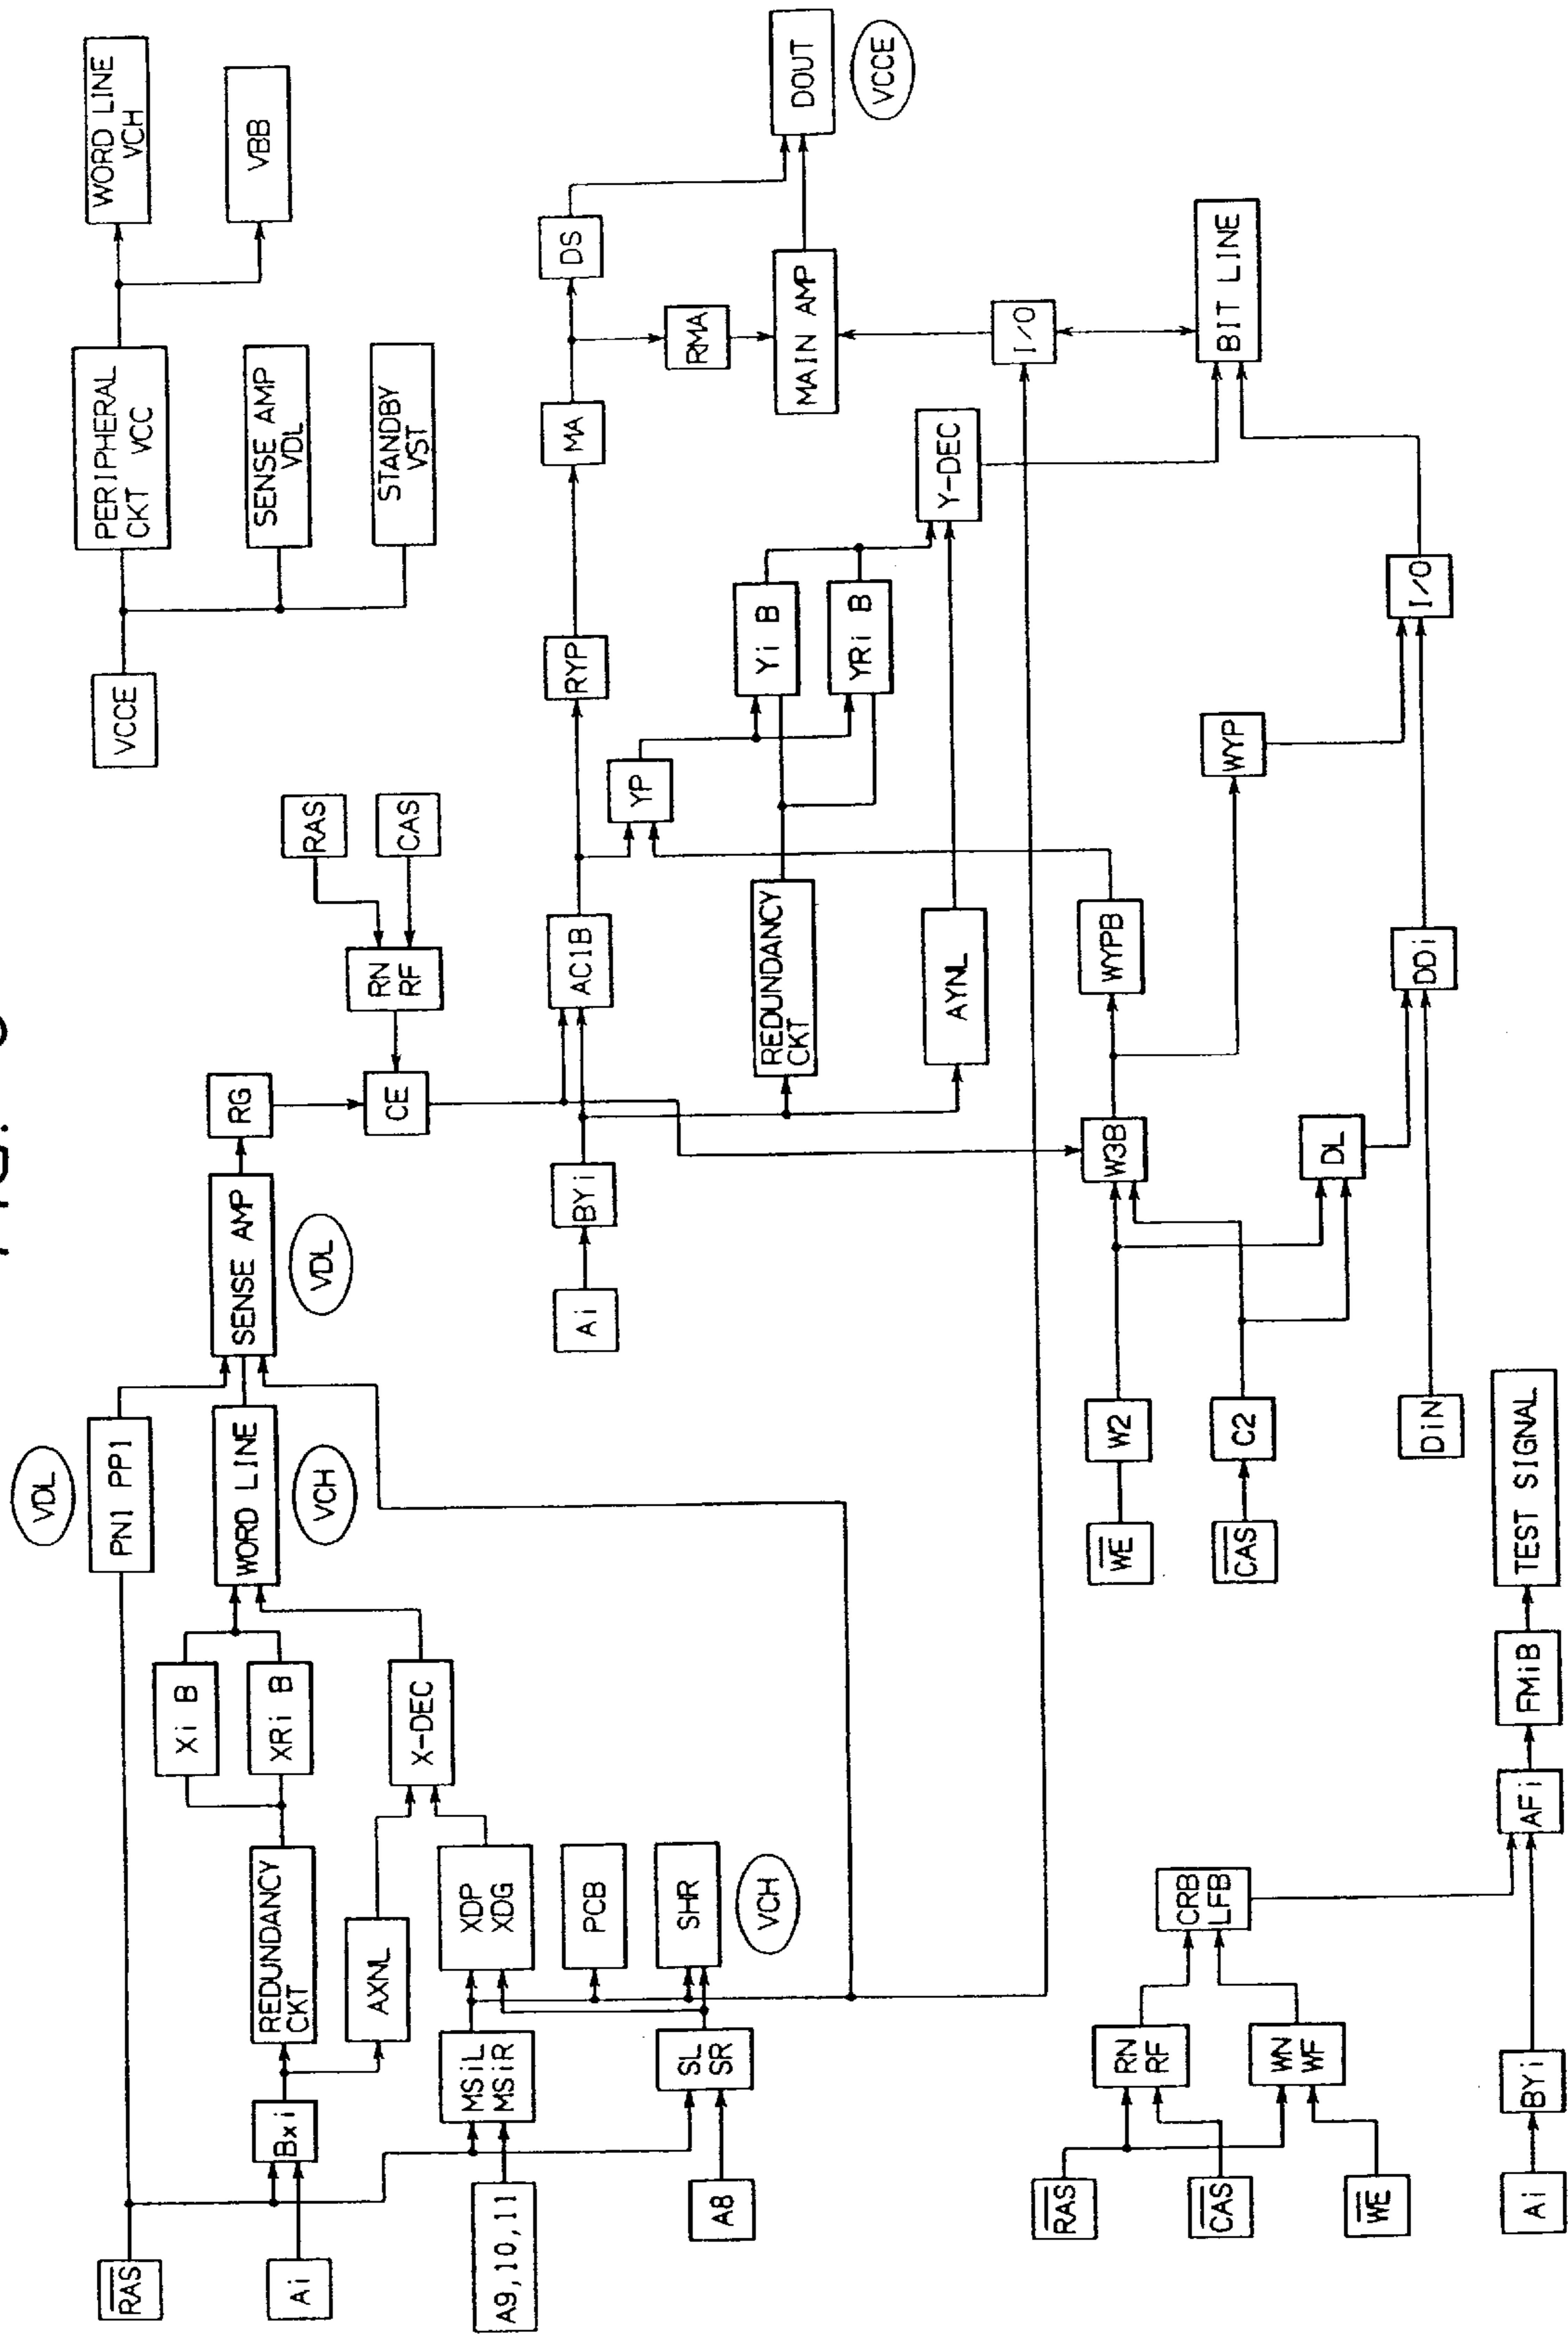 RAS
Ai
A9, 10, 11
A8
Bxi
MSiL
MSiR
SL
SR
REDUNDANCY
CKT
AXNL
XDP
XDG
PCB
SHR
VCH
Xi B
XRi B
X-DEC
VDL
PN1 PP1
WORD LINE
VCH
SENSE AMP
VDL
RG
CE
RN
RF
RAS
CAS
VCCE
PERIPHERAL
CKT VCC
SENSE AMP
VDL
STANDBY
VST
WORD LINE
VCH
VBB
Ai
BYi
AC1B
RYP
MA
DS
RMA
DOUT
VCCE
MAIN AMP
YP
REDUNDANCY
CKT
AYNL
Yi B
YRi B
Y-DEC
I/O
BIT LINE
WE
W2
CAS
C2
W3B
WYPB
WYP
DL
DiN
DDi
I/O
RAS
CAS
WE
RN
RF
WN
WF
CRB
LFB
Ai
BYi
AFi
FMiB
TEST SIGNAL